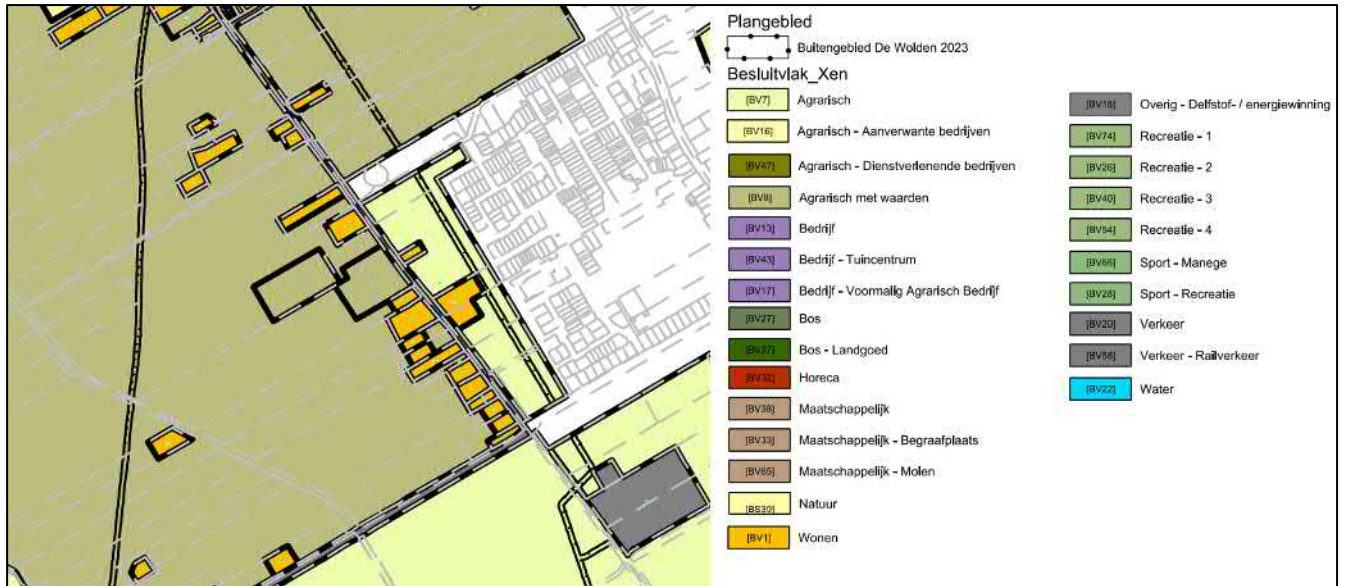 Plangebied
Buitengebied De Wolden 2023
Besluitvlak_Xen
[BV7] Agrarisch
[BV16] Agrarisch - Aanverwante bedrijven
[BV47] Agrarisch - Dienstverlenende bedrijven
[BV8] Agrarisch met waarden
[BV13] Bedrijf
[BV43] Bedrijf - Tuincentrum
[BV17] Bedrijf - Voormalig Agrarisch Bedrijf
[BV27] Bos
[BV37] Bos - Landgoed
[BV32] Horeca
[BV38] Maatschappelijk
[BV33] Maatschappelijk - Begraafplaats
[BV65] Maatschappelijk - Molen
[BS30] Natuur
[BV1] Wonen
[BV18] Overig - Delfstof- / energiewinning
[BV74] Recreatie - 1
[BV26] Recreatie - 2
[BV40] Recreatie - 3
[BV54] Recreatie - 4
[BV66] Sport - Manege
[BV28] Sport - Recreatie
[BV20] Verkeer
[BV58] Verkeer - Railverkeer
[BV22] Water